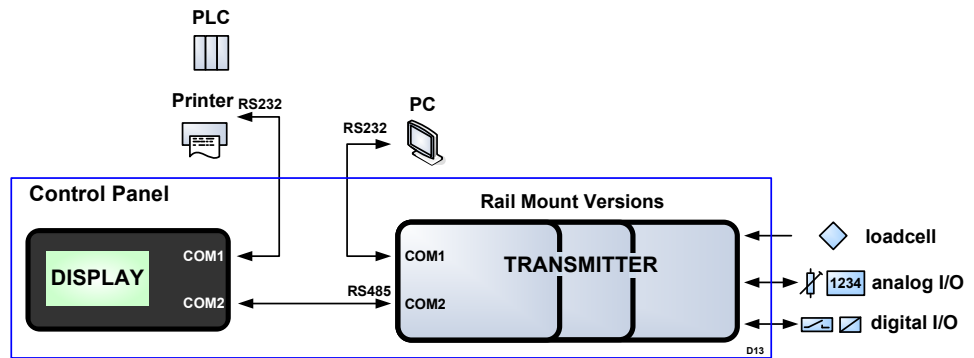 PLC
Printer
RS232
PC
RS232
Control Panel
Rail Mount Versions
DISPLAY
COM1
COM2
RS485
COM1
COM2
TRANSMITTER
loadcell
1234
analog I/O
digital I/O
D13